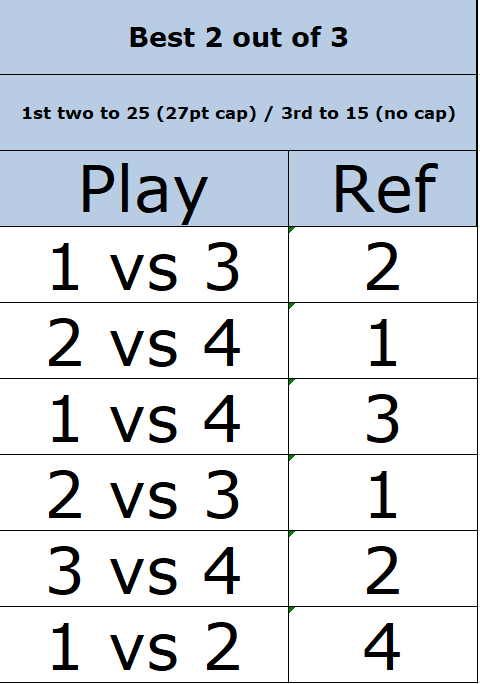 Best 2 out of 3
1st two to 25 (27pt cap) / 3rd to 15 (no cap)
Play Ref
1 vs 3 2
2 vs 4 1
1 vs 4 3
2 vs 3 1
3 vs 4 2
1 vs 2 4